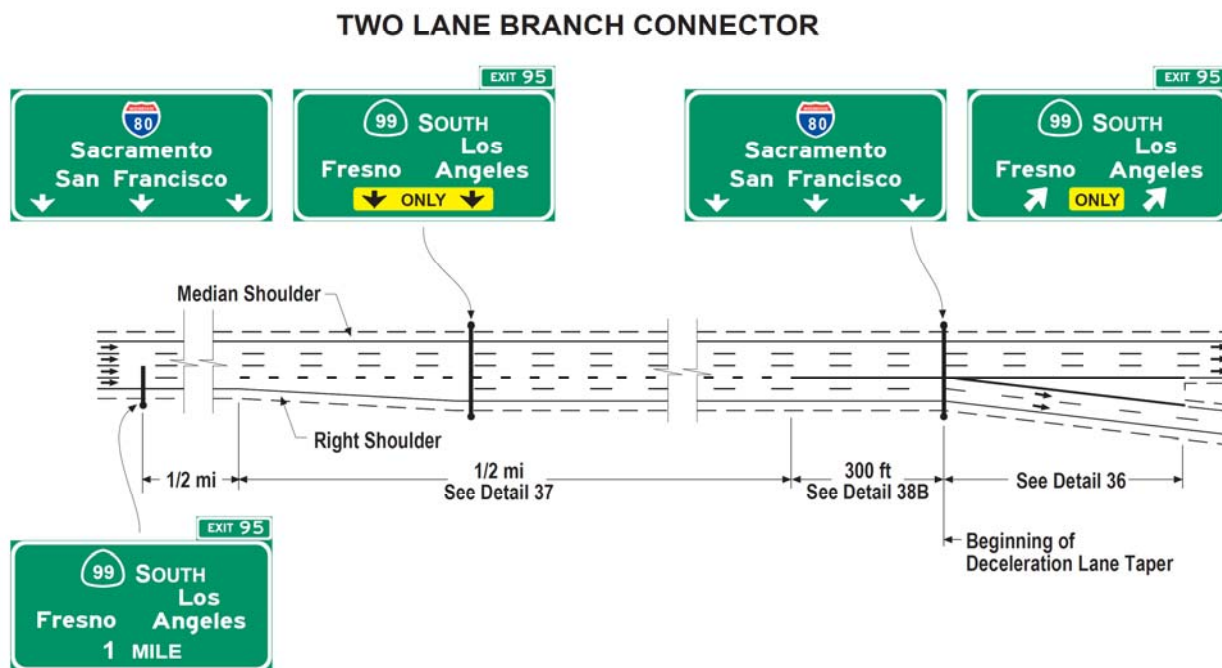 TWO LANE BRANCH CONNECTOR
80
Sacramento
San Francisco
EXIT 95
99 SOUTH
Los
Fresno Angeles
ONLY
80
Sacramento
San Francisco
EXIT 95
99 SOUTH
Los
Fresno Angeles
ONLY
Median Shoulder
Right Shoulder
1/2 mi
1/2 mi
See Detail 37
300 ft
See Detail 38B
See Detail 36
Beginning of
Deceleration Lane Taper
EXIT 95
99 SOUTH
Los
Fresno Angeles
1 MILE